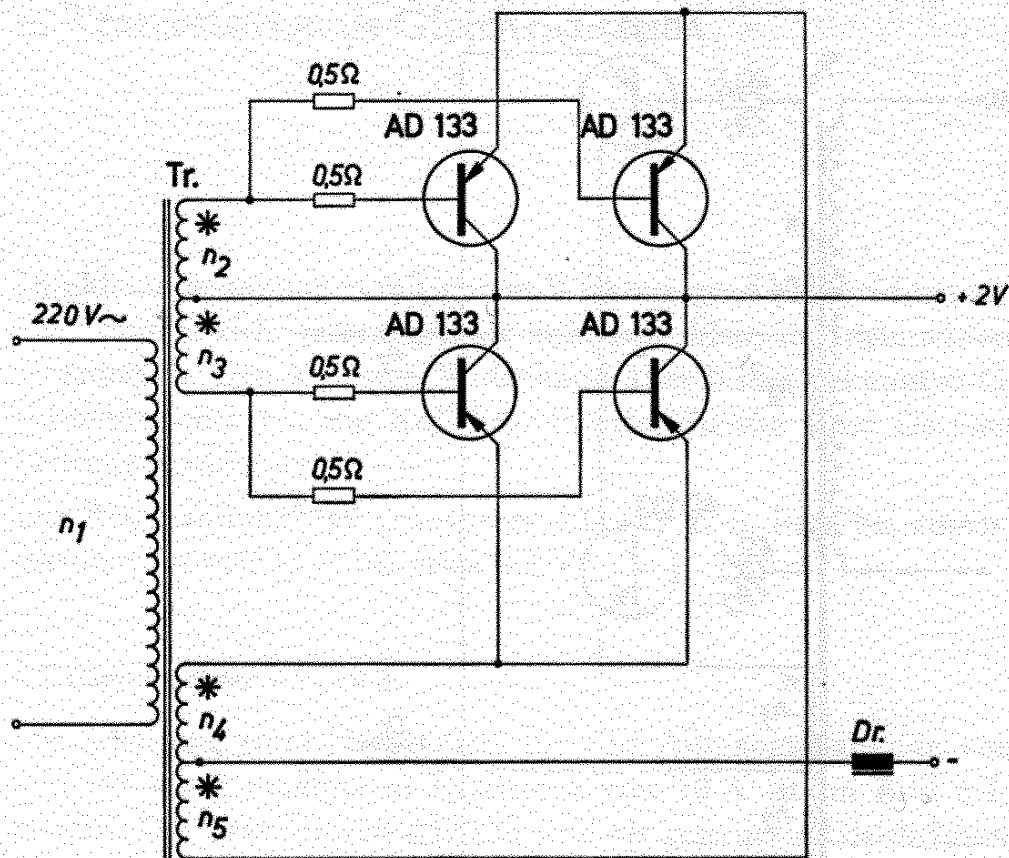 0,5Ω
AD 133
AD 133
Tr.
0,5Ω
✱
n2
220 V~
✱
n3
+ 2V
AD 133
AD 133
0,5Ω
0,5Ω
n1
✱
n4
Dr.
-
✱
n5